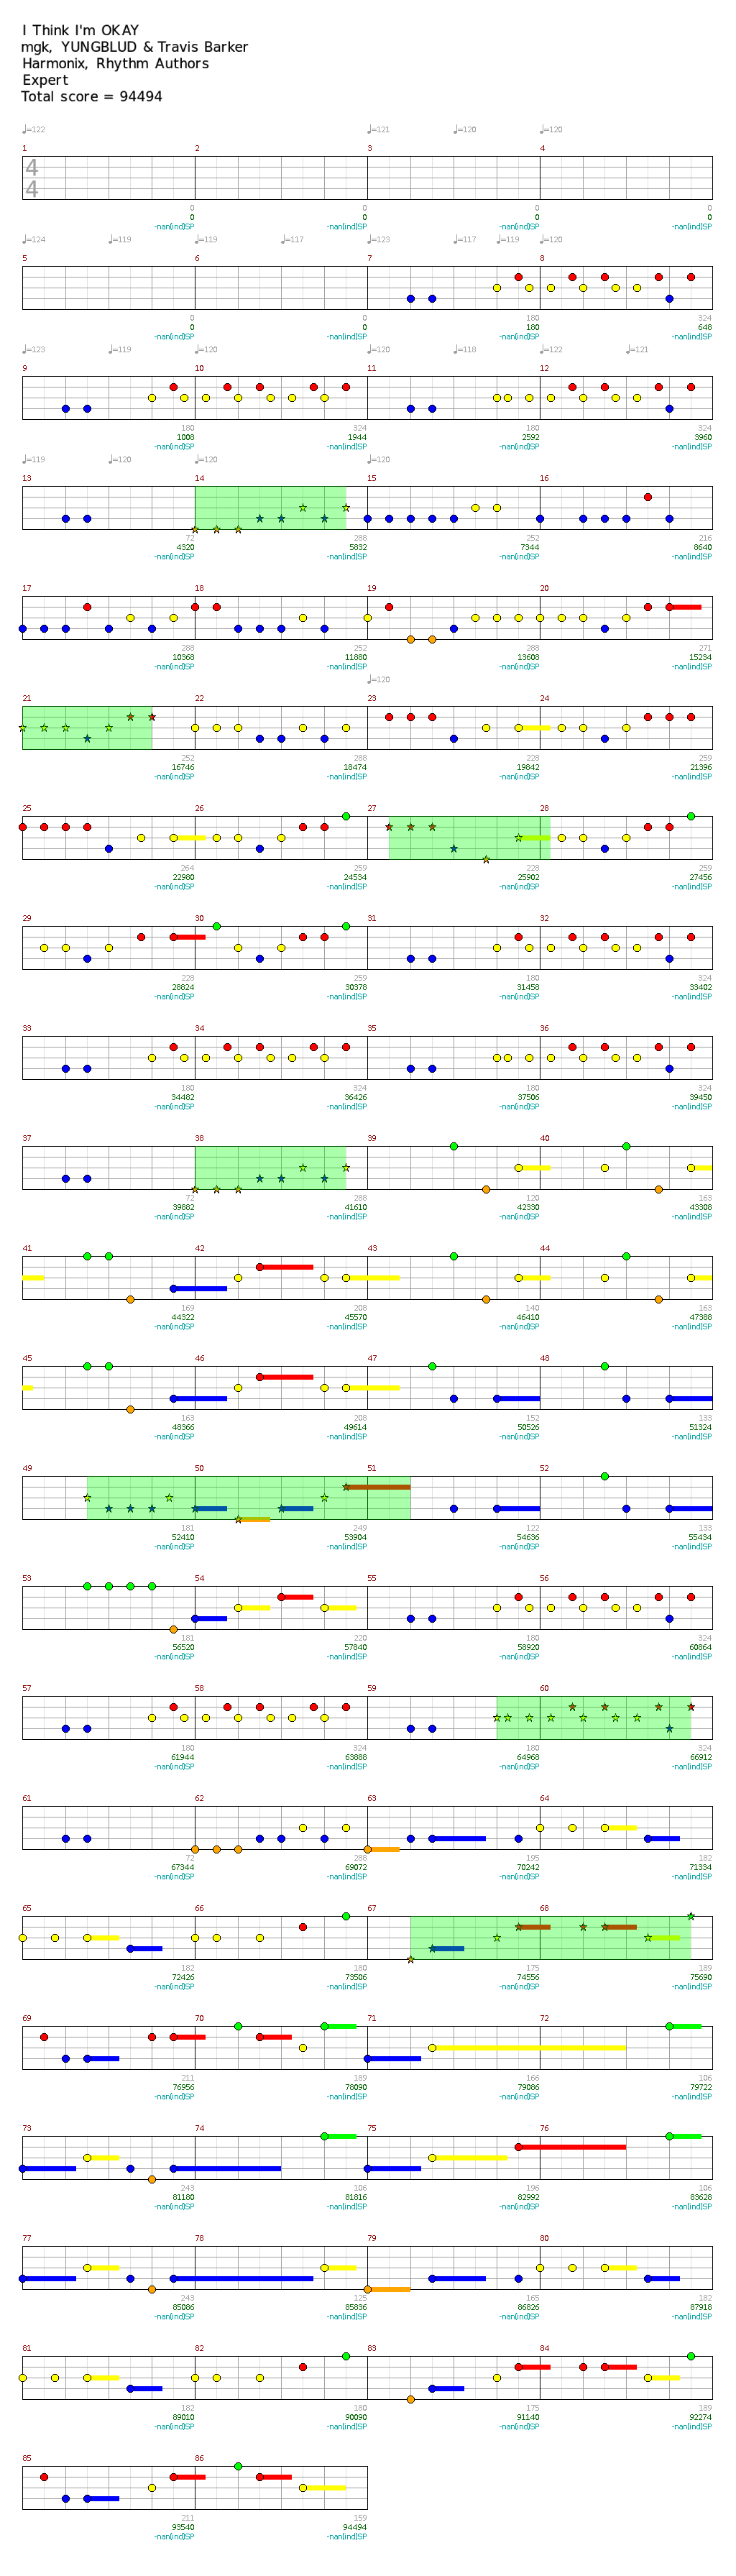 I Think I'm OKAY
mgk, YUNGBLUD & Travis Barker
Harmonix, Rhythm Authors
Expert
Total score = 94494
♩=122 ♩=121 ♩=120 ♩=120
1 2 3 4
4
4
0 0 0 0
0 0 0 0
-nan(ind)SP -nan(ind)SP -nan(ind)SP -nan(ind)SP
♩=124 ♩=119 ♩=119 ♩=117 ♩=123 ♩=117 ♩=119 ♩=120
5 6 7 8
0 0 180 324
0 0 180 648
-nan(ind)SP -nan(ind)SP -nan(ind)SP -nan(ind)SP
♩=123 ♩=119 ♩=120 ♩=120 ♩=118 ♩=122 ♩=121
9 10 11 12
180 324 180 324
1008 1944 2592 3960
-nan(ind)SP -nan(ind)SP -nan(ind)SP -nan(ind)SP
♩=119 ♩=120 ♩=120 ♩=120
13 14 15 16
72 288 252 216
4320 5832 7344 8640
-nan(ind)SP -nan(ind)SP -nan(ind)SP -nan(ind)SP
17 18 19 20
288 252 288 271
10368 11880 13608 15234
-nan(ind)SP -nan(ind)SP -nan(ind)SP -nan(ind)SP
♩=120
21 22 23 24
252 288 228 259
16746 18474 19842 21396
-nan(ind)SP -nan(ind)SP -nan(ind)SP -nan(ind)SP
25 26 27 28
264 259 228 259
22980 24534 25902 27456
-nan(ind)SP -nan(ind)SP -nan(ind)SP -nan(ind)SP
29 30 31 32
228 259 180 324
28824 30378 31458 33402
-nan(ind)SP -nan(ind)SP -nan(ind)SP -nan(ind)SP
33 34 35 36
180 324 180 324
34482 36426 37506 39450
-nan(ind)SP -nan(ind)SP -nan(ind)SP -nan(ind)SP
37 38 39 40
72 288 120 163
39882 41610 42330 43308
-nan(ind)SP -nan(ind)SP -nan(ind)SP -nan(ind)SP
41 42 43 44
169 208 140 163
44322 45570 46410 47388
-nan(ind)SP -nan(ind)SP -nan(ind)SP -nan(ind)SP
45 46 47 48
163 208 152 133
48366 49614 50526 51324
-nan(ind)SP -nan(ind)SP -nan(ind)SP -nan(ind)SP
49 50 51 52
181 249 122 133
52410 53904 54636 55434
-nan(ind)SP -nan(ind)SP -nan(ind)SP -nan(ind)SP
53 54 55 56
181 220 180 324
56520 57840 58920 60864
-nan(ind)SP -nan(ind)SP -nan(ind)SP -nan(ind)SP
57 58 59 60
180 324 180 324
61944 63888 64968 66912
-nan(ind)SP -nan(ind)SP -nan(ind)SP -nan(ind)SP
61 62 63 64
72 288 195 182
67344 69072 70242 71334
-nan(ind)SP -nan(ind)SP -nan(ind)SP -nan(ind)SP
65 66 67 68
182 180 175 189
72426 73506 74556 75690
-nan(ind)SP -nan(ind)SP -nan(ind)SP -nan(ind)SP
69 70 71 72
211 189 166 106
76956 78090 79086 79722
-nan(ind)SP -nan(ind)SP -nan(ind)SP -nan(ind)SP
73 74 75 76
243 106 196 106
81180 81816 82992 83628
-nan(ind)SP -nan(ind)SP -nan(ind)SP -nan(ind)SP
77 78 79 80
243 125 165 182
85086 85836 86826 87918
-nan(ind)SP -nan(ind)SP -nan(ind)SP -nan(ind)SP
81 82 83 84
182 180 175 189
89010 90090 91140 92274
-nan(ind)SP -nan(ind)SP -nan(ind)SP -nan(ind)SP
85 86
211 159
93540 94494
-nan(ind)SP -nan(ind)SP